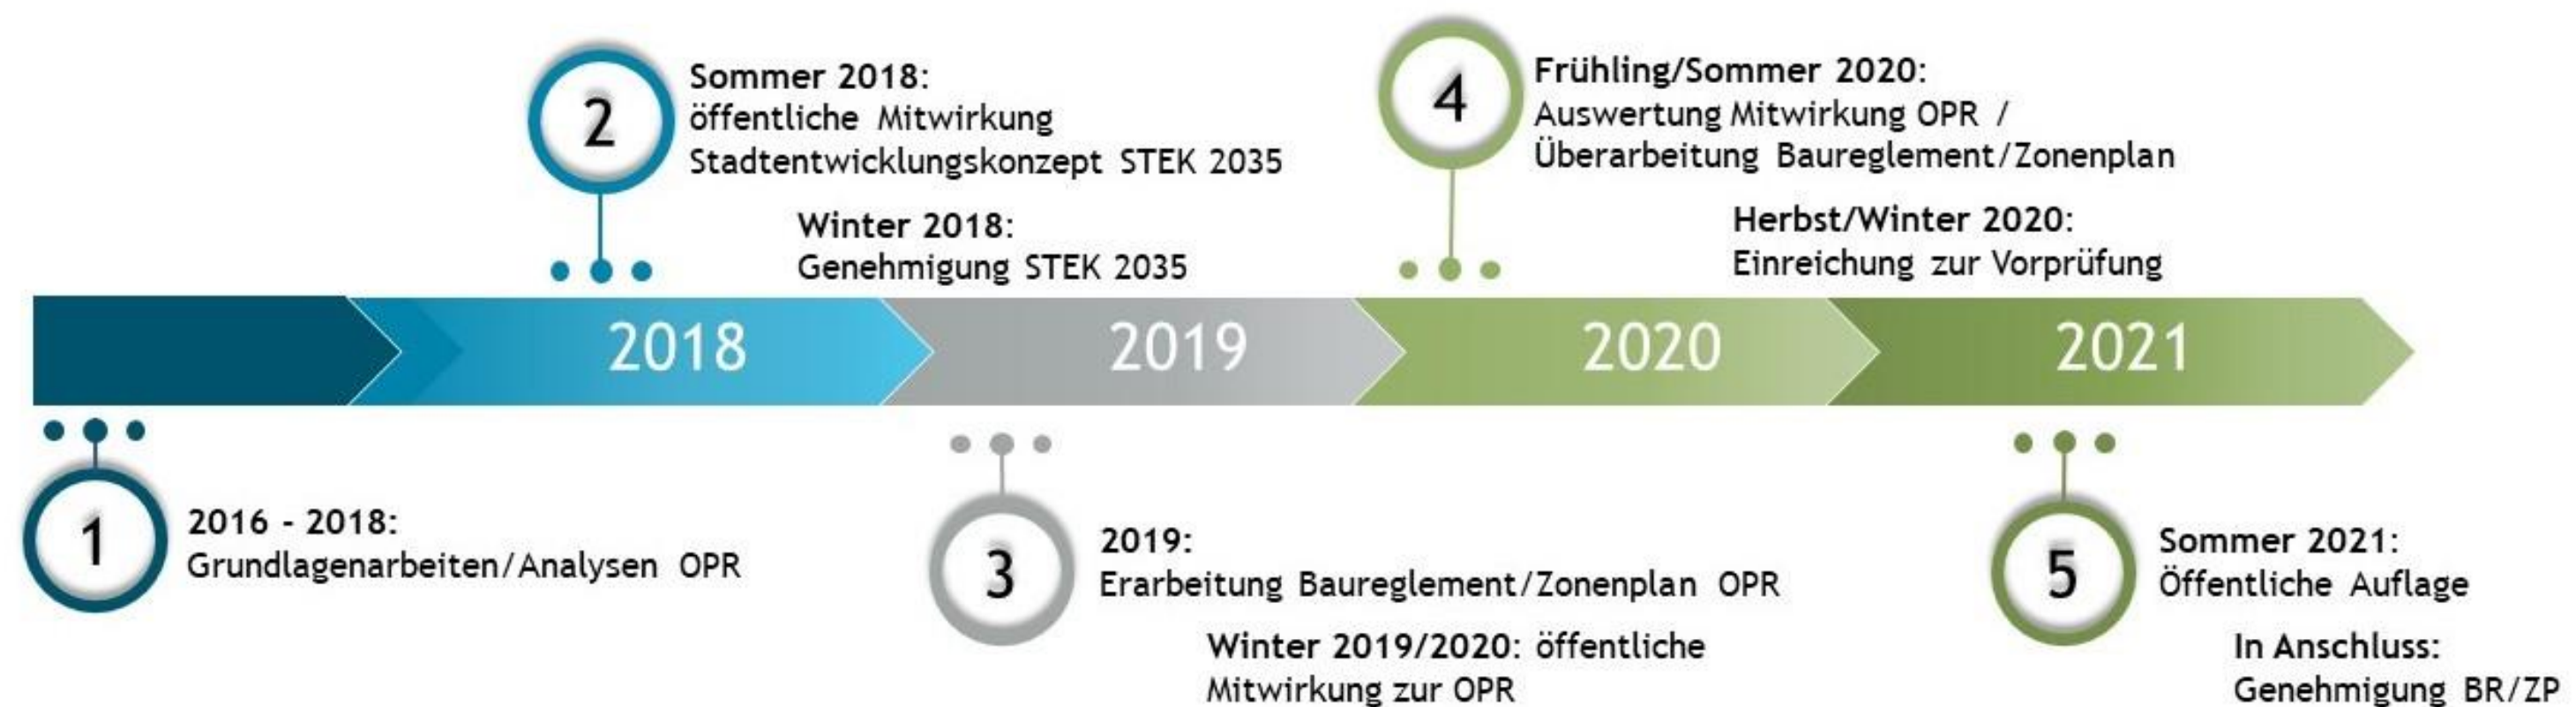 2
Sommer 2018:
öffentliche Mitwirkung
Stadtentwicklungskonzept STEK 2035
Winter 2018:
Genehmigung STEK 2035
4
Frühling/Sommer 2020:
Auswertung Mitwirkung OPR /
Überarbeitung Baureglement/Zonenplan
Herbst/Winter 2020:
Einreichung zur Vorprüfung
2018
2019
2020
2021
1
2016 - 2018:
Grundlagenarbeiten/Analysen OPR
3
2019:
Erarbeitung Baureglement/Zonenplan OPR
Winter 2019/2020: öffentliche
Mitwirkung zur OPR
5
Sommer 2021:
Öffentliche Auflage
In Anschluss:
Genehmigung BR/ZP